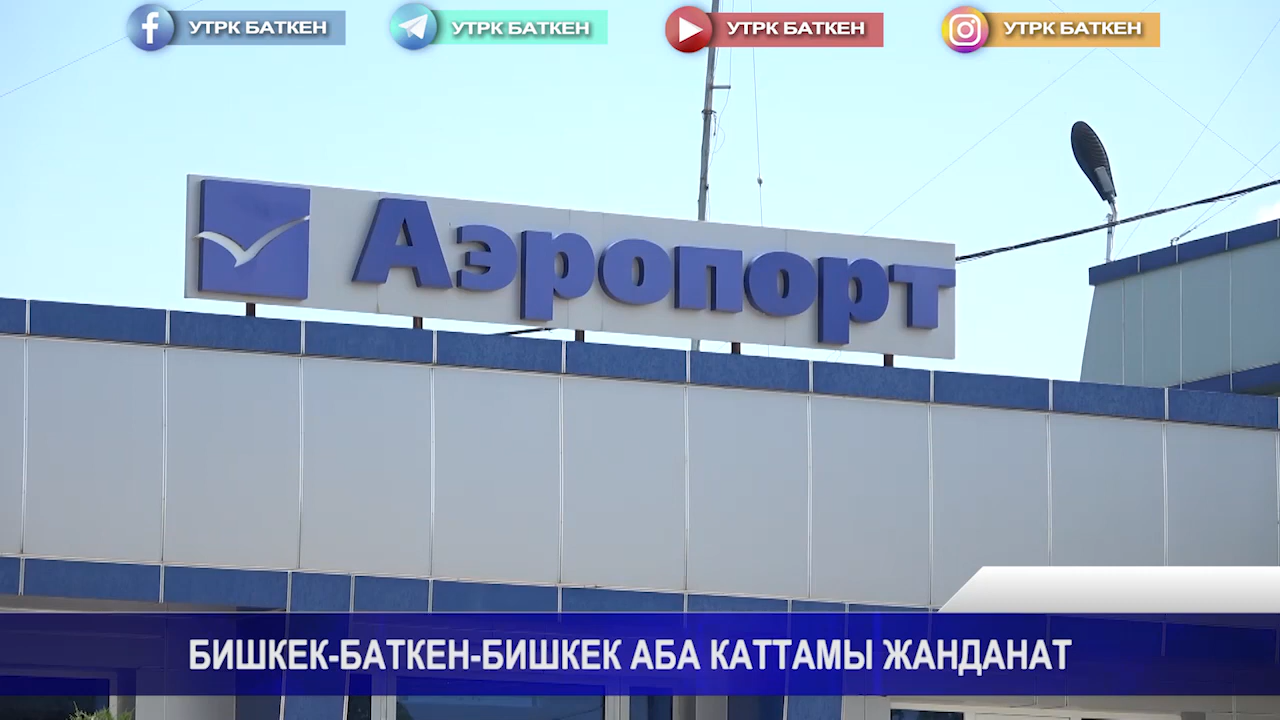 УТРК БАТКЕН УТРК БАТКЕН УТРК БАТКЕН УТРК БАТКЕН
Аэропорт
БИШКЕК-БАТКЕН-БИШКЕК АБА КАТТАМЫ ЖАНДАНАТ